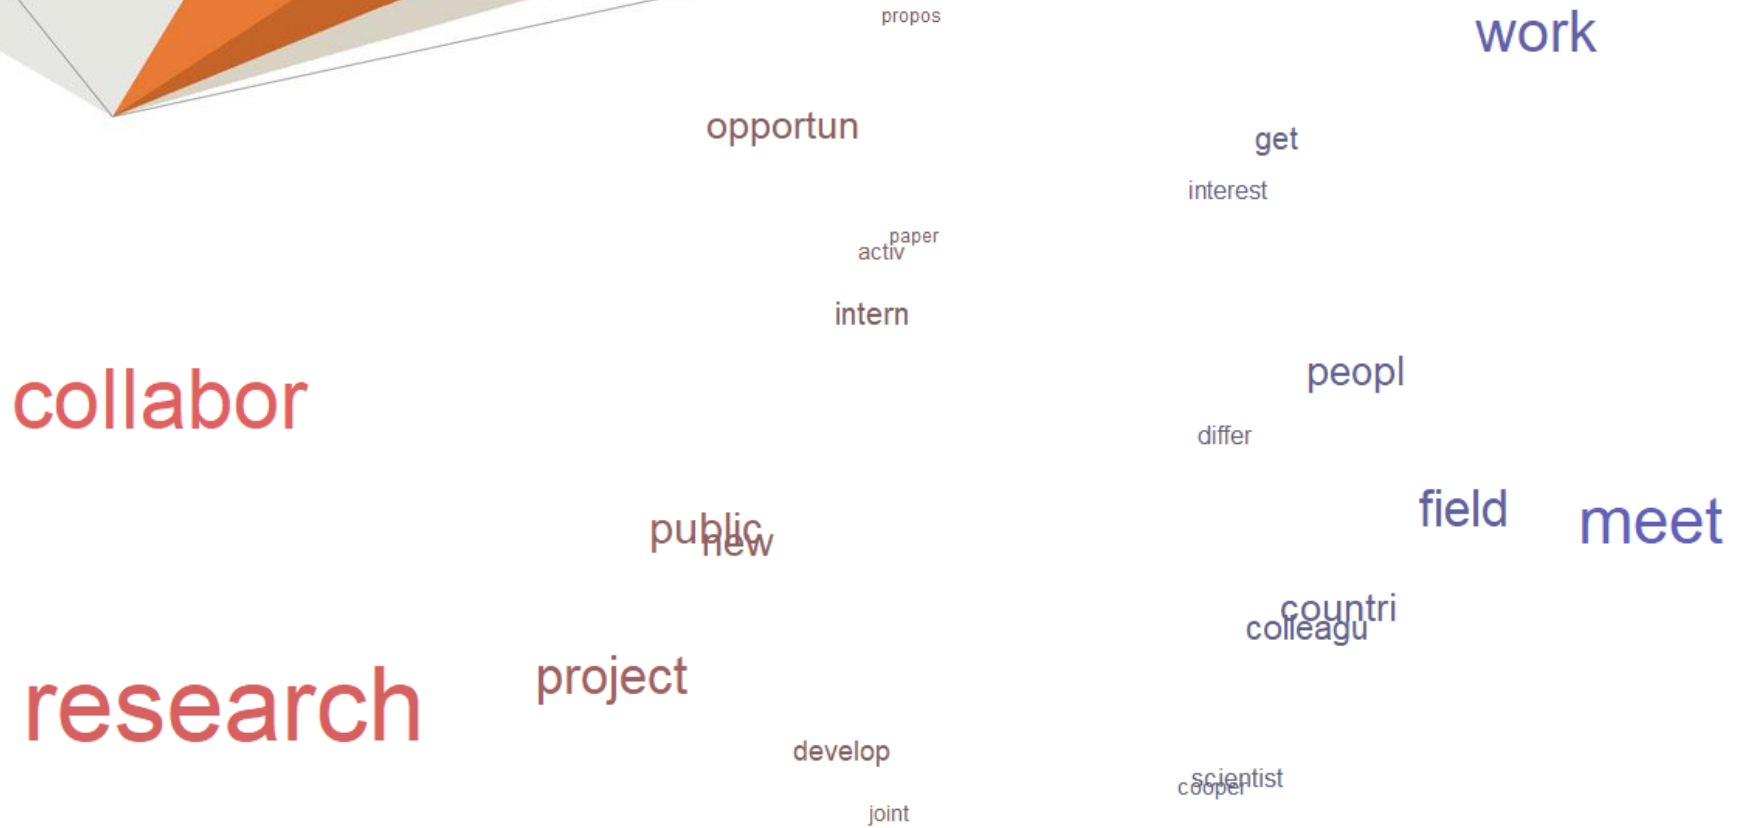 propos
work
opportun
get
interest
paper
activ
intern
peopl
collabor
differ
field
meet
public
new
countri
colleagu
project
research
develop
scientist
cooper
joint